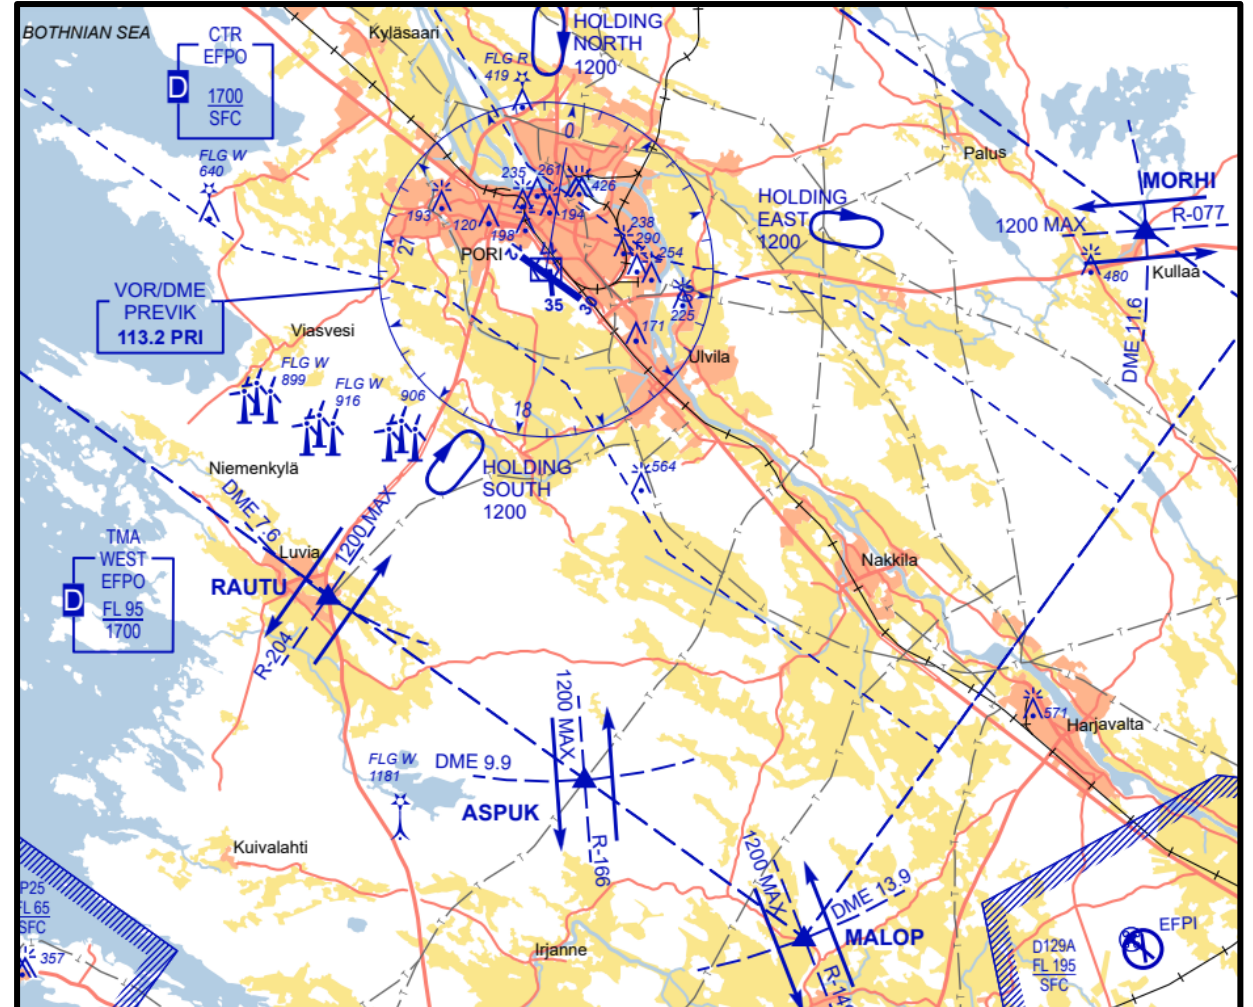 BOTHNIAN SEA
Kyläsaari
CTR
EFPO
D
1700
SFC
HOLDING
NORTH
1200
FLG R
419
FLG W
640
0
235
261
426
193
120
198
194
238
290
254
225
171
27
18
PORI
12
17
35
30
Palus
MORHI
R-077
1200 MAX
480
Kullaa
DME 11.6
HOLDING
EAST
1200
VOR/DME
PREVIK
113.2 PRI
Viasvesi
Ulvila
FLG W
899
FLG W
916
906
Niemenkylä
HOLDING
SOUTH
1200
564
DME 7.6
1200 MAX
TMA
WEST
EFPO
D
FL 95
1700
Luvia
RAUTU
R-204
Nakkila
571
Harjavalta
1200 MAX
FLG W
1181
DME 9.9
ASPUK
R-166
Kuivalahti
1200 MAX
DME 13.9
MALOP
Irjanne
P25
FL 65
SFC
357
D129A
FL 195
SFC
EFPI